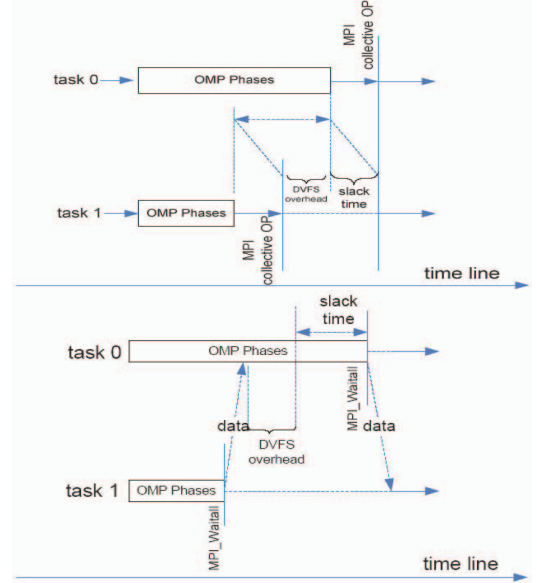 MPI
collective OP
task 0
OMP Phases
DVFS
overhead
slack
time
task 1
OMP Phases
MPI
collective OP
time line
slack
time
task 0
OMP Phases
MPI_Waitall
data
data
DVFS
overhead
task 1
OMP Phases
MPI_Waitall
time line